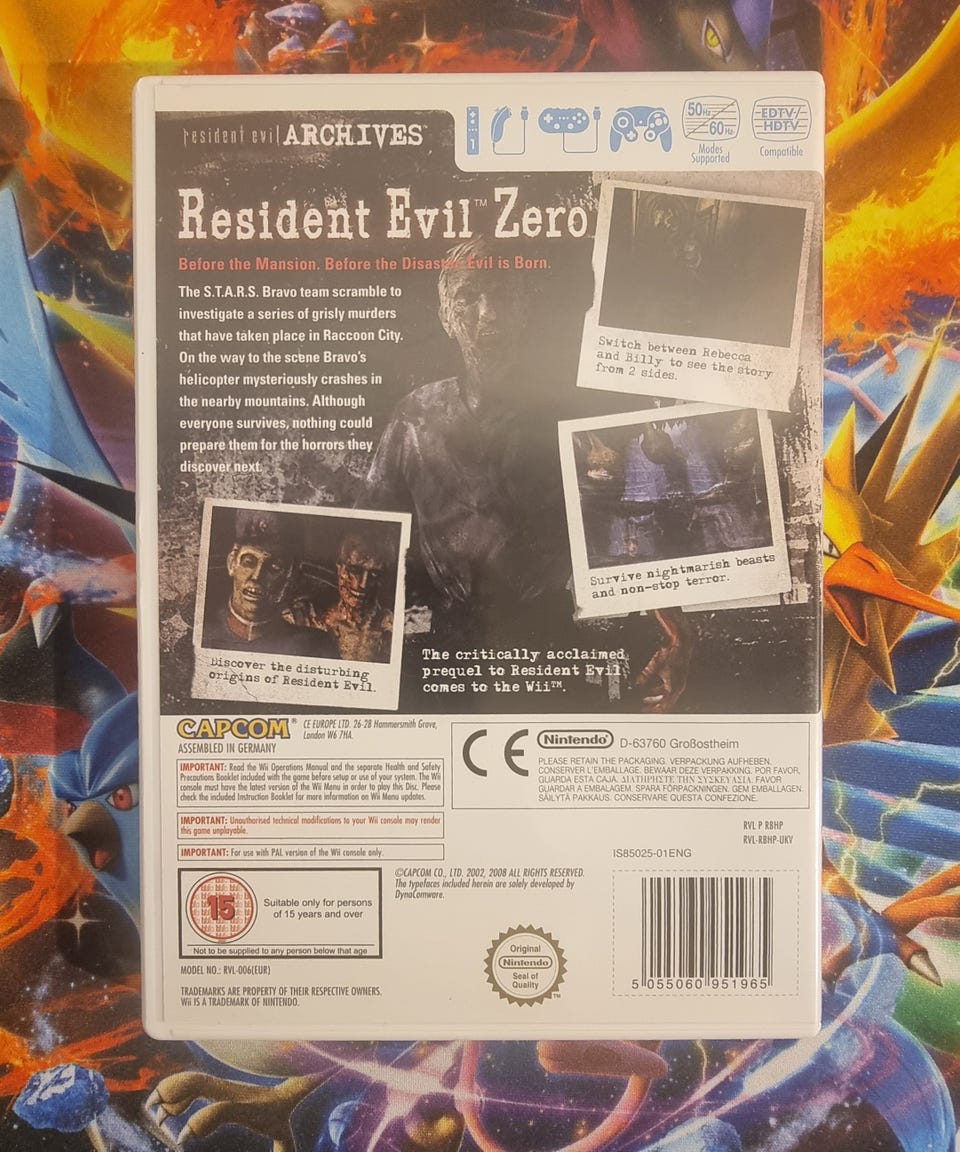 resident evil ARCHIVES™
1
50Hz
60Hz
Modes
Supported
EDTV/
HDTV
Compatible
Resident Evil™ Zero
Before the Mansion. Before the Disaster. Evil is Born.
The S.T.A.R.S. Bravo team scramble to
investigate a series of grisly murders
that have taken place in Raccoon City.
On the way to the scene Bravo's
helicopter mysteriously crashes in
the nearby mountains. Although
everyone survives, nothing could
prepare them for the horrors they
discover next.
Switch between Rebecca
and Billy to see the story
from 2 sides.
Survive nightmarish beasts
and non-stop terror.
Discover the disturbing
origins of Resident Evil.
The critically acclaimed
prequel to Resident Evil
comes to the Wii™.
CAPCOM®
CE EUROPE LTD. 26-28 Hammersmith Grove,
London W6 7HA.
ASSEMBLED IN GERMANY
IMPORTANT: Read the Wii Operations Manual and the separate Health and Safety
Precautions Booklet included with the game before setup or use of your system. The Wii
console must have the latest version of the Wii Menu in order to play this Disc. Please
check the included Instruction Booklet for more information on Wii Menu updates.
IMPORTANT: Unauthorised technical modifications to your Wii console may render
this game unplayable.
IMPORTANT: For use with PAL version of the Wii console only.
CE
Nintendo®
D-63760 Großostheim
PLEASE RETAIN THE PACKAGING. VERPACKUNG AUFHEBEN.
CONSERVER L'EMBALLAGE. BEWAAR DEZE VERPAKKING. POR FAVOR,
GUARDA ESTA CAJA. ΔΙΑΤΗΡΕΙΣΤΕ ΤΗΝ ΣΥΣΚΕΥΑΣΙΑ. FAVOR
GUARDAR A EMBALAGEM. SPARA FÖRPACKNINGEN. GEM EMBALLAGEN.
SÄILYTÄ PAKKAUS. CONSERVARE QUESTA CONFEZIONE.
RVL P RBHP
RVL-RBHP-UKV
IS85025-01ENG
15
Suitable only for persons
of 15 years and over
Not to be supplied to any person below that age
©CAPCOM CO., LTD. 2002, 2008 ALL RIGHTS RESERVED.
The typefaces included herein are solely developed by
DynaComware.
MODEL NO.: RVL-006(EUR)
TRADEMARKS ARE PROPERTY OF THEIR RESPECTIVE OWNERS.
Wii IS A TRADEMARK OF NINTENDO.
Original
Nintendo®
Seal of
Quality
™
5 055060 951965